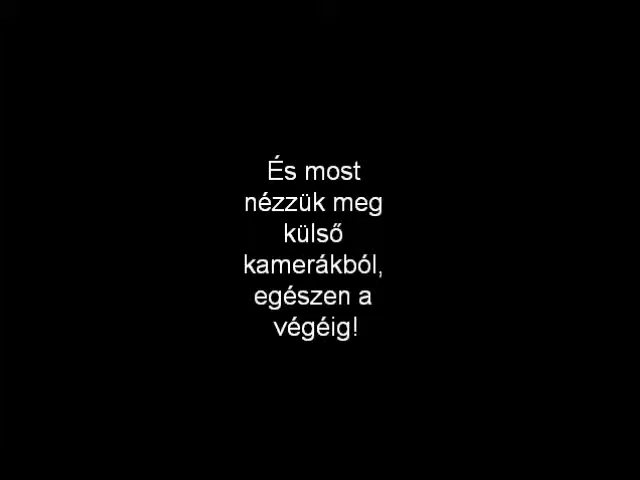 És most
nézzük meg
külső
kamerákból,
egészen a
végéig!